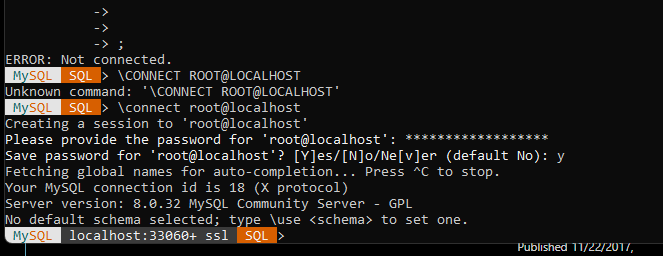 ->
->
-> ;
ERROR: Not connected.
MySQL SQL > \CONNECT ROOT@LOCALHOST
Unknown command: '\CONNECT ROOT@LOCALHOST'
MySQL SQL > \connect root@localhost
Creating a session to 'root@localhost'
Please provide the password for 'root@localhost': ******************
Save password for 'root@localhost'? [Y]es/[N]o/Ne[v]er (default No): y
Fetching global names for auto-completion... Press ^C to stop.
Your MySQL connection id is 18 (X protocol)
Server version: 8.0.32 MySQL Community Server - GPL
No default schema selected; type \use <schema> to set one.
MySQL localhost:33060+ ssl SQL >
Published 11/22/2017,